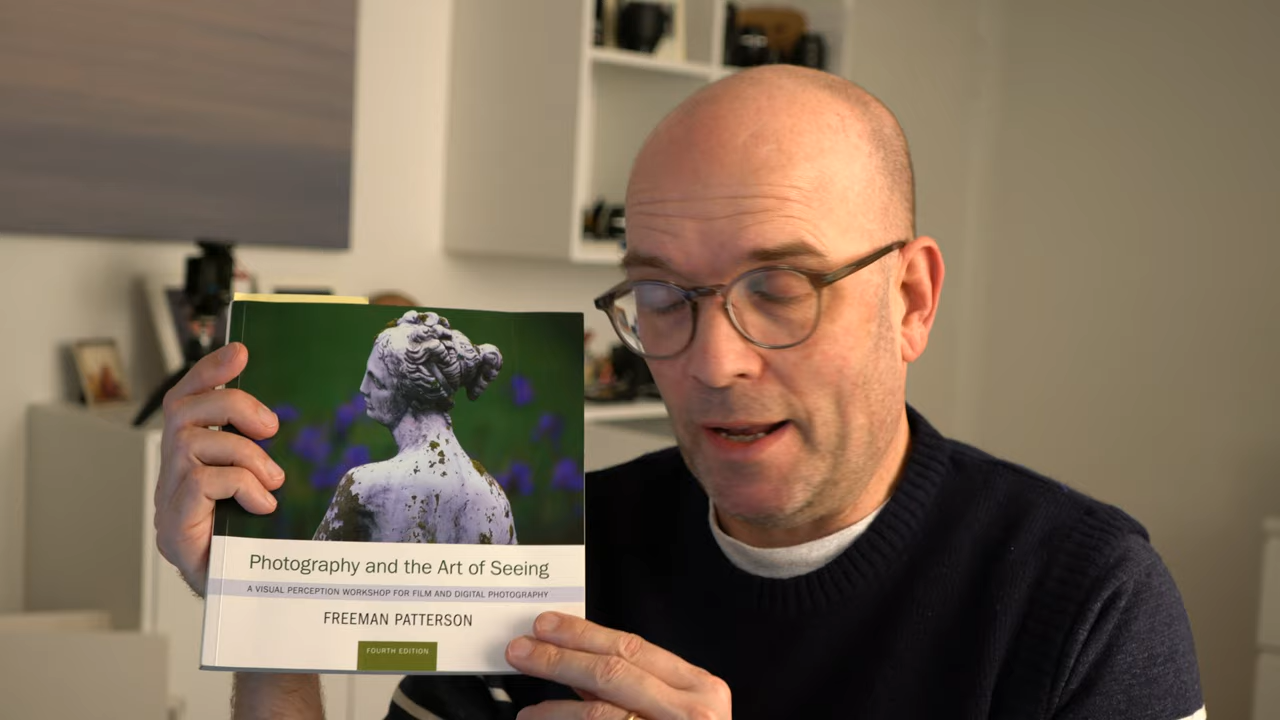 Photography and the Art of Seeing
A VISUAL PERCEPTION WORKSHOP FOR FILM AND DIGITAL PHOTOGRAPHY
FREEMAN PATTERSON
FOURTH EDITION